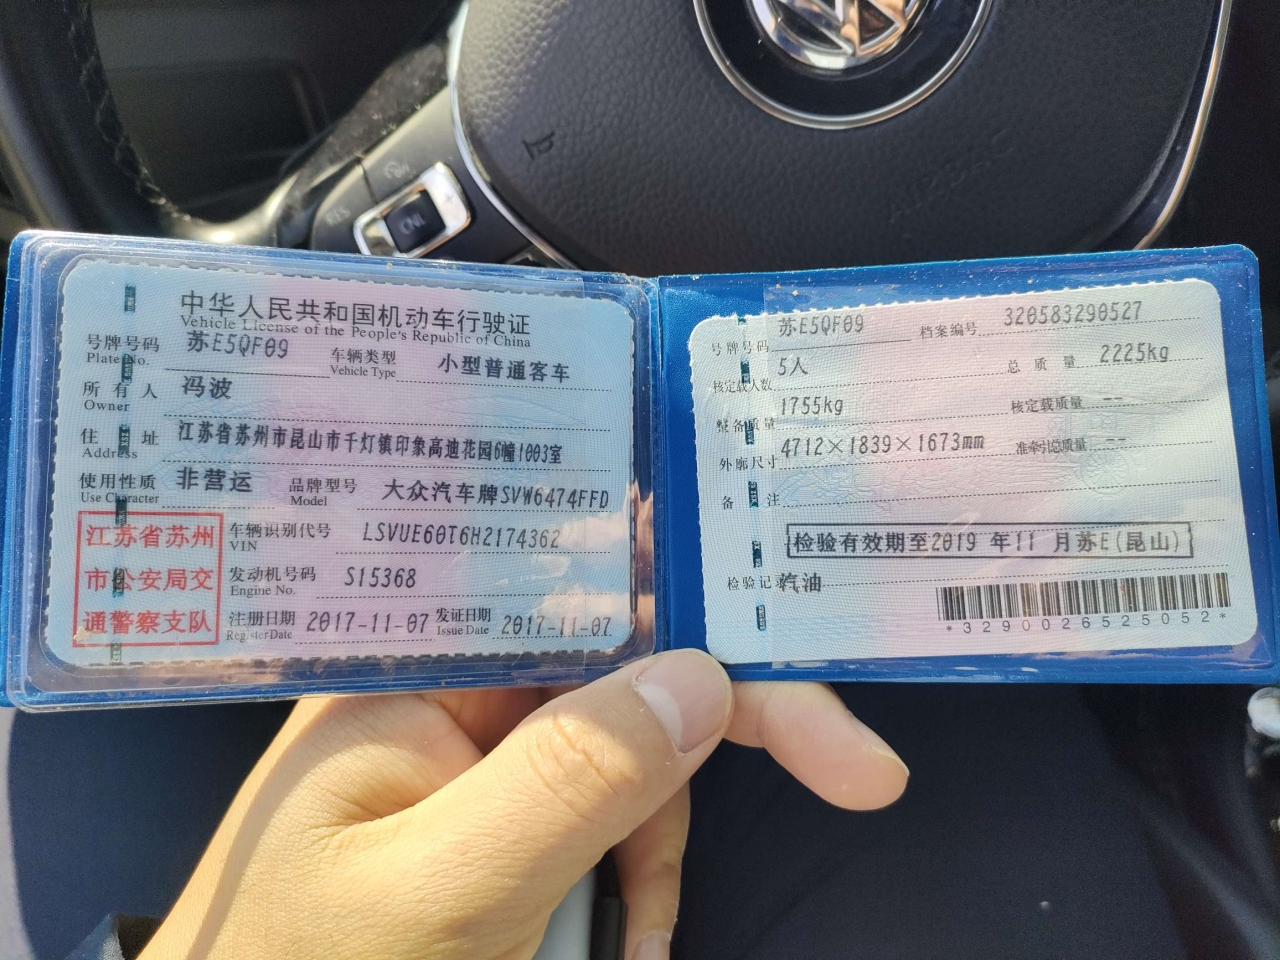 中华人民共和国机动车行驶证
Vehicle License of the People's Republic of China
号牌号码 苏E5QF09 车辆类型 小型普通客车
Plate No. Vehicle Type
所有人 冯波
Owner
住址 江苏省苏州市昆山市千灯镇印象高迪花园6幢1003室
Address
使用性质 非营运 品牌型号 大众汽车牌SVW6474FFD
Use Character Model
江苏省苏州
市公安局交
通警察支队
车辆识别代号 LSVUE60T6H2174362
VIN
发动机号码 S15368
Engine No.
注册日期 2017-11-07 发证日期 2017-11-07
Register Date Issue Date
号牌号码 苏E5QF09 档案编号 320583290527
核定载人数 5人 总质量 2225kg
整备质量 1755kg 核定载质量 --
外廓尺寸 4712×1839×1673mm 准牵引总质量 --
备注
检验有效期至2019 年11 月苏E(昆山)
检验记录 汽油
*3290026525052*
CNL
AIRBAG